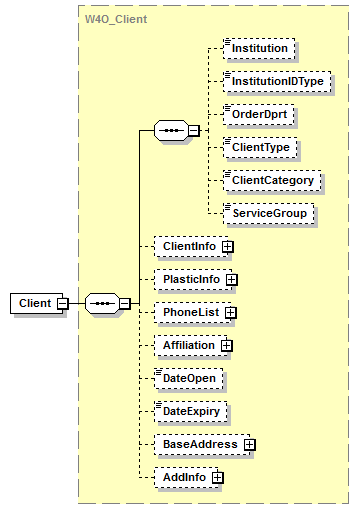 W4O_Client
Institution
InstitutionIDType
OrderDprt
ClientType
ClientCategory
ServiceGroup
ClientInfo
PlasticInfo
Client
PhoneList
Affiliation
DateOpen
DateExpiry
BaseAddress
AddInfo